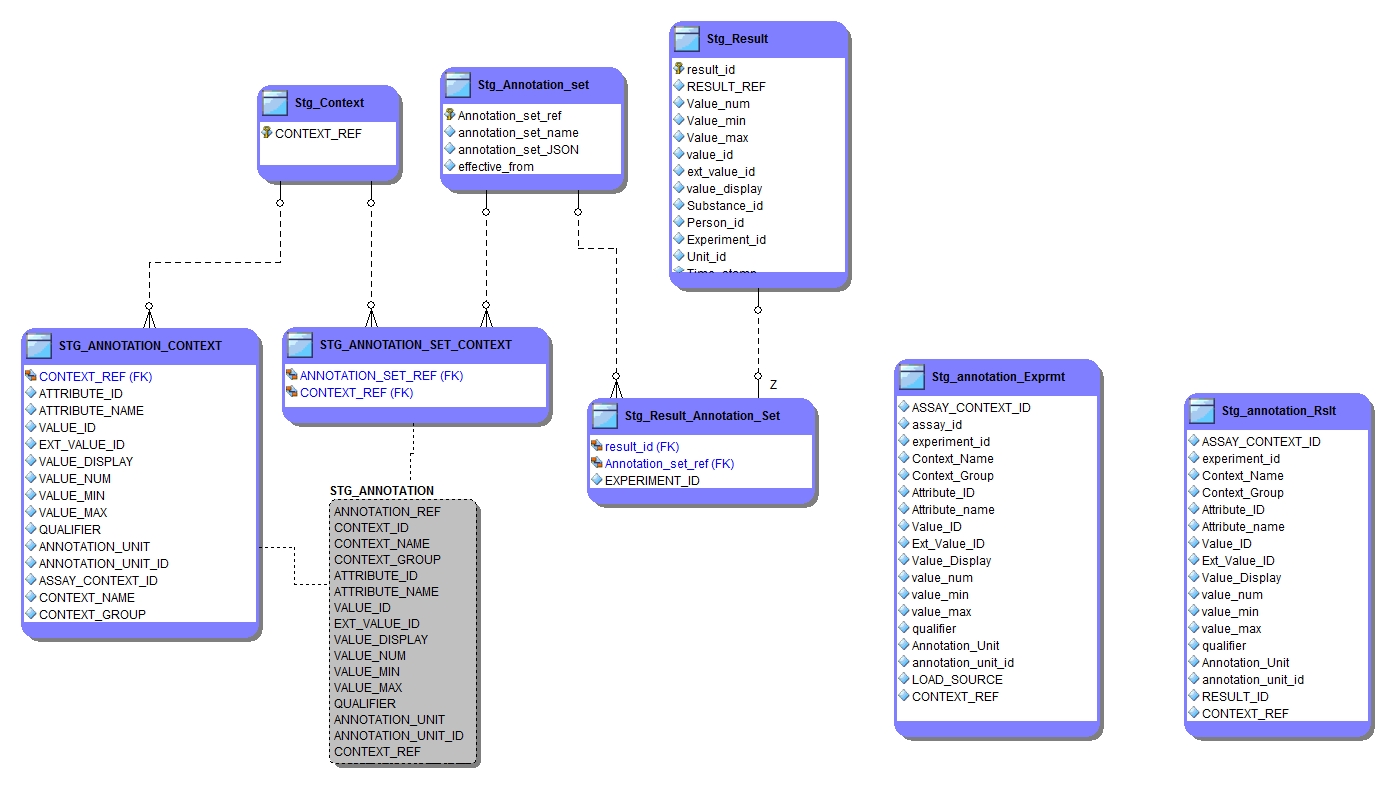 Stg_Result
result_id
RESULT_REF
Value_num
Value_min
Value_max
value_id
ext_value_id
value_display
Substance_id
Person_id
Experiment_id
Unit_id
Time_stamp
Stg_Annotation_set
Annotation_set_ref
annotation_set_name
annotation_set_JSON
effective_from
Stg_Context
CONTEXT_REF
STG_ANNOTATION_CONTEXT
CONTEXT_REF (FK)
ATTRIBUTE_ID
ATTRIBUTE_NAME
VALUE_ID
EXT_VALUE_ID
VALUE_DISPLAY
VALUE_NUM
VALUE_MIN
VALUE_MAX
QUALIFIER
ANNOTATION_UNIT
ANNOTATION_UNIT_ID
ASSAY_CONTEXT_ID
CONTEXT_NAME
CONTEXT_GROUP
STG_ANNOTATION_SET_CONTEXT
ANNOTATION_SET_REF (FK)
CONTEXT_REF (FK)
Z
Stg_Result_Annotation_Set
result_id (FK)
Annotation_set_ref (FK)
EXPERIMENT_ID
STG_ANNOTATION
ANNOTATION_REF
CONTEXT_ID
CONTEXT_NAME
CONTEXT_GROUP
ATTRIBUTE_ID
ATTRIBUTE_NAME
VALUE_ID
EXT_VALUE_ID
VALUE_DISPLAY
VALUE_NUM
VALUE_MIN
VALUE_MAX
QUALIFIER
ANNOTATION_UNIT
ANNOTATION_UNIT_ID
CONTEXT_REF
Stg_annotation_Exprmt
ASSAY_CONTEXT_ID
assay_id
experiment_id
Context_Name
Context_Group
Attribute_ID
Attribute_name
Value_ID
Ext_Value_ID
Value_Display
value_num
value_min
value_max
qualifier
Annotation_Unit
annotation_unit_id
LOAD_SOURCE
CONTEXT_REF
Stg_annotation_Rslt
ASSAY_CONTEXT_ID
experiment_id
Context_Name
Context_Group
Attribute_ID
Attribute_name
Value_ID
Ext_Value_ID
Value_Display
value_num
value_min
value_max
qualifier
Annotation_Unit
annotation_unit_id
RESULT_ID
CONTEXT_REF